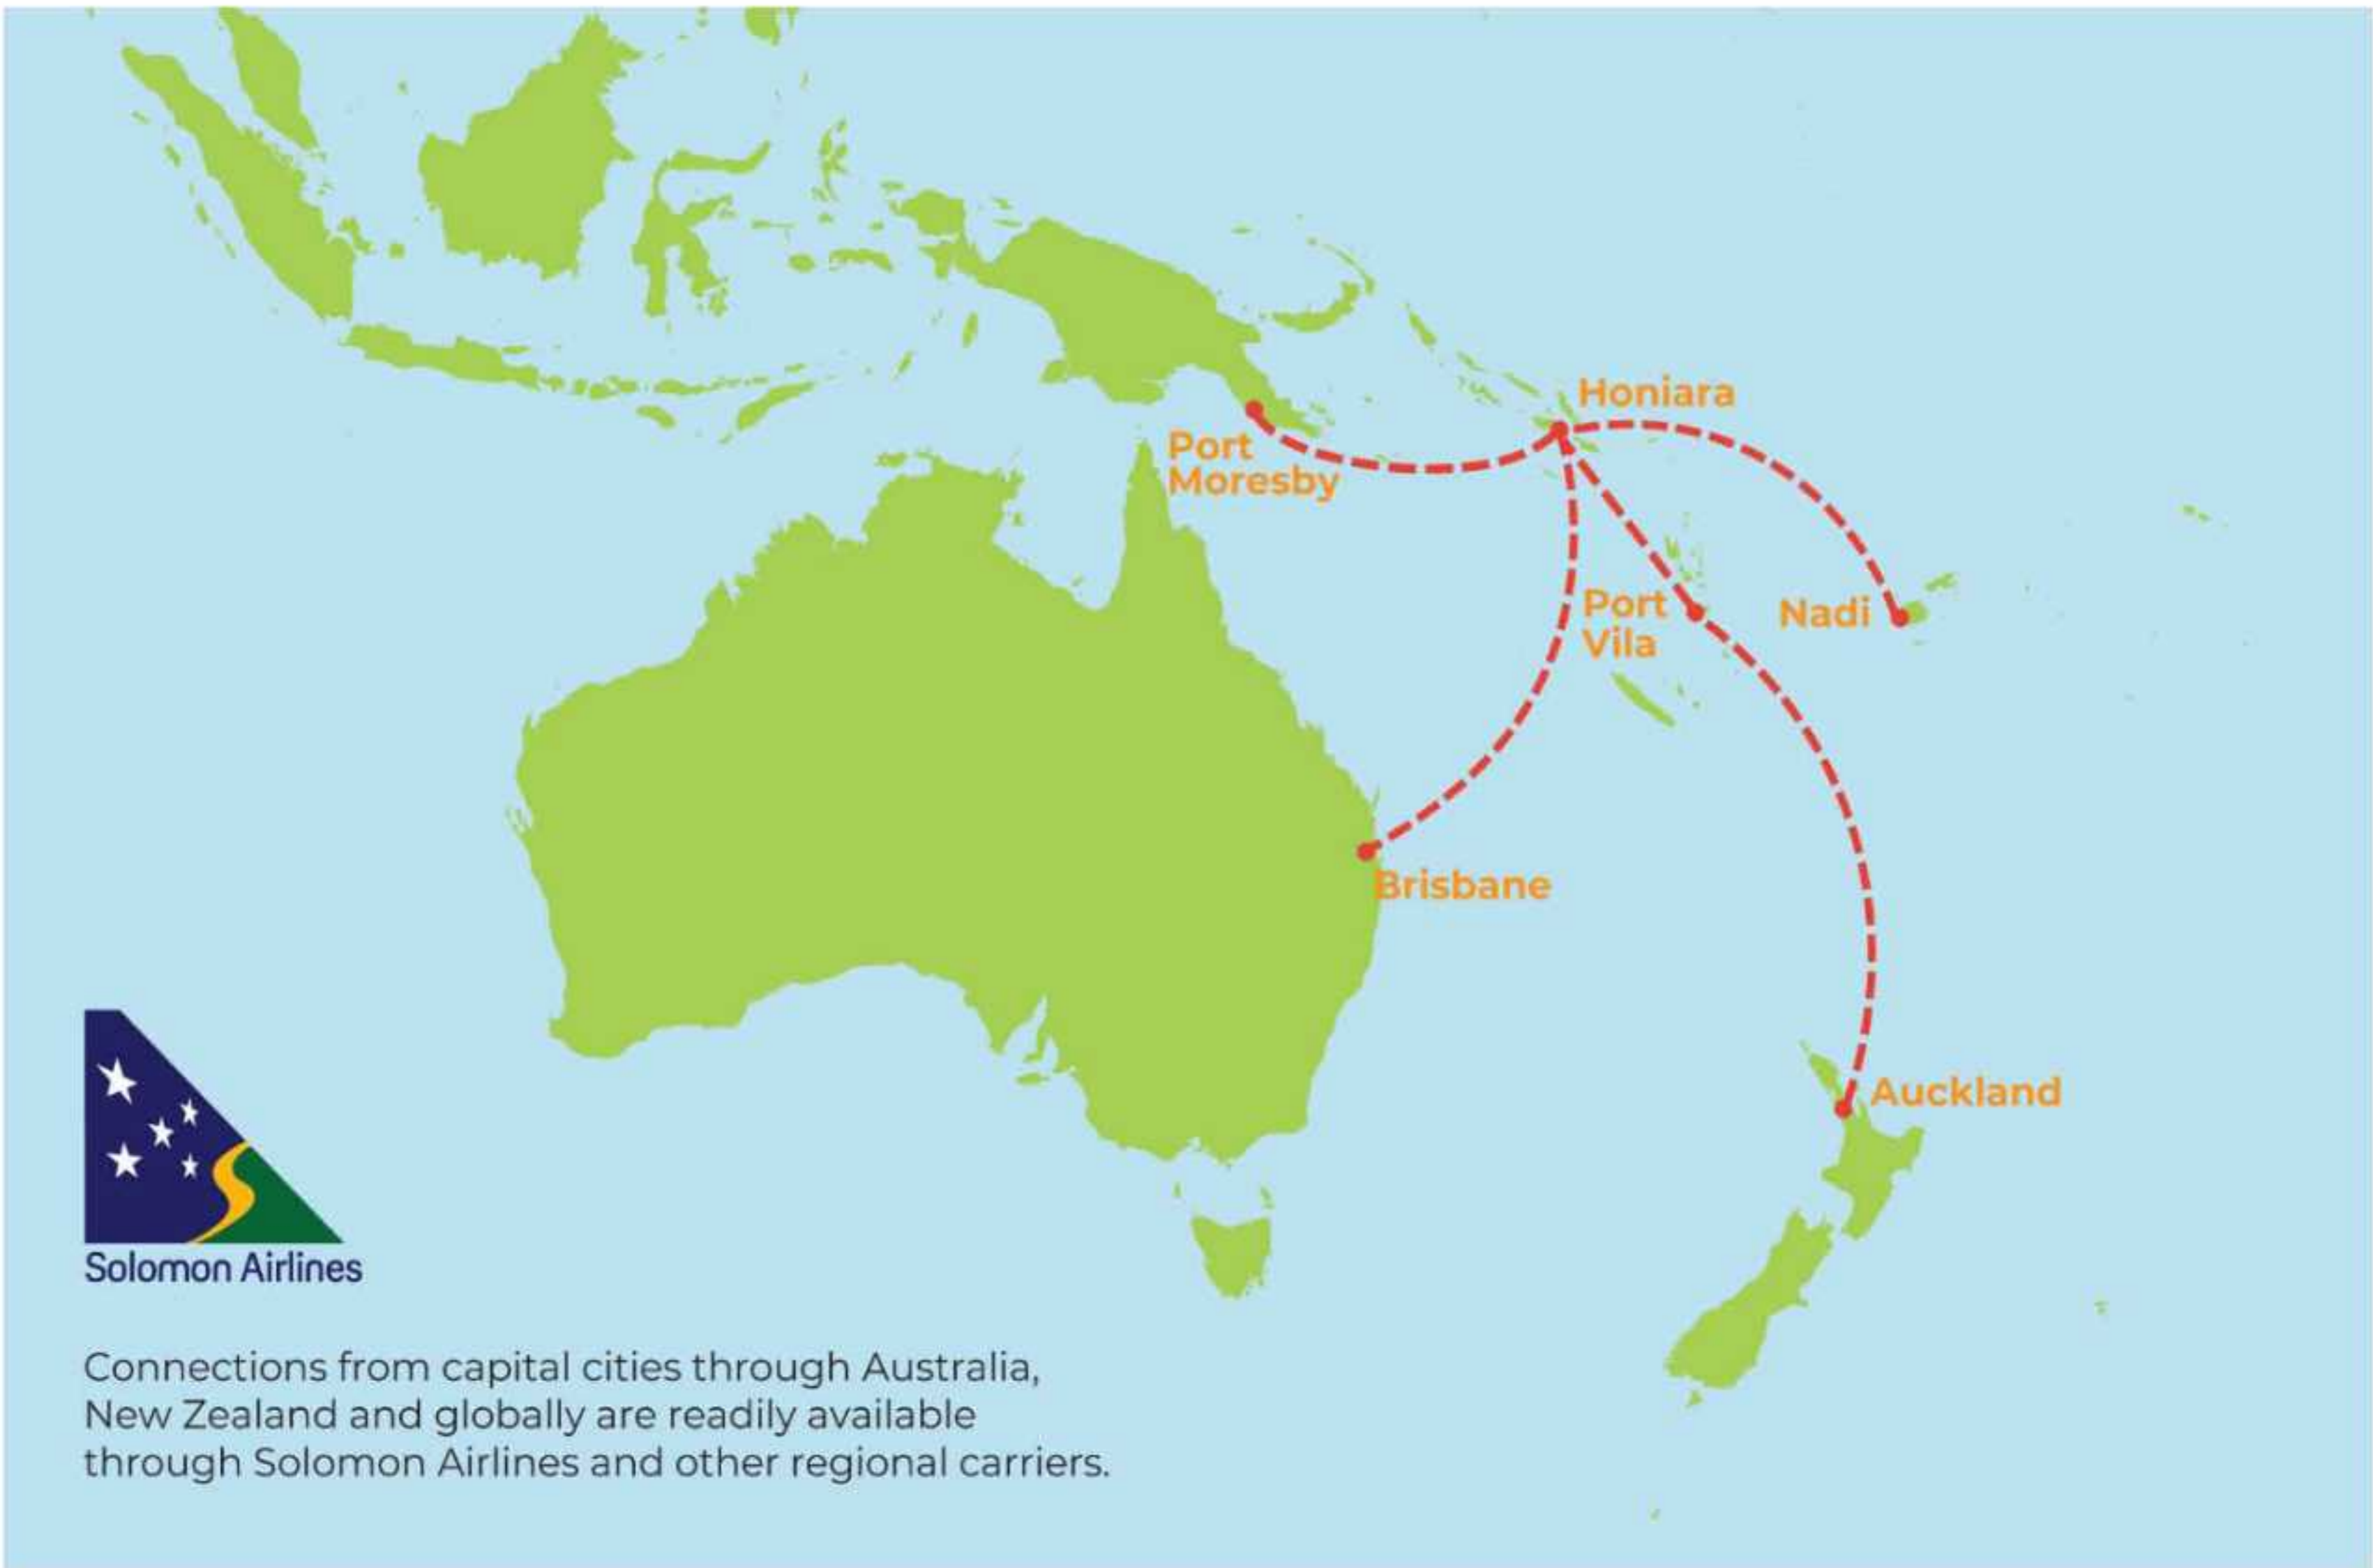 Honiara
Port
Moresby
Port
Vila
Nadi
Brisbane
Auckland
Solomon Airlines
Connections from capital cities through Australia,
New Zealand and globally are readily available
through Solomon Airlines and other regional carriers.